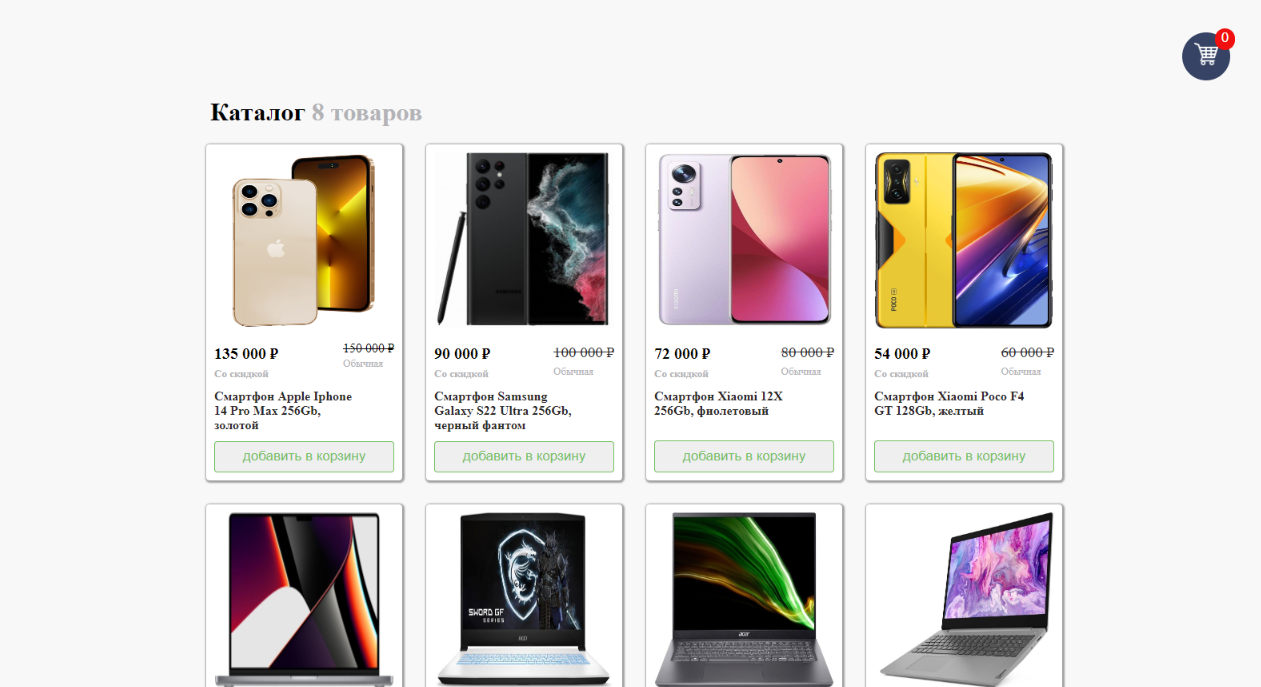 0
Каталог 8 товаров
135 000 ₽ 150 000 ₽
Со скидкой Обычная
Смартфон Apple Iphone
14 Pro Max 256Gb,
золотой
добавить в корзину
90 000 ₽ 100 000 ₽
Со скидкой Обычная
Смартфон Samsung
Galaxy S22 Ultra 256Gb,
черный фантом
добавить в корзину
72 000 ₽ 80 000 ₽
Со скидкой Обычная
Смартфон Xiaomi 12X
256Gb, фиолетовый
добавить в корзину
POCO
54 000 ₽ 60 000 ₽
Со скидкой Обычная
Смартфон Xiaomi Poco F4
GT 128Gb, желтый
добавить в корзину
SWORD GF
SERIES
acer